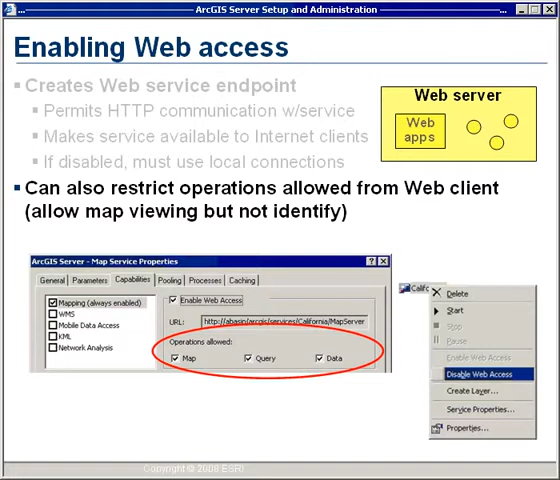 ArcGIS Server Setup and Administration
Enabling Web access
Creates Web service endpoint
Permits HTTP communication w/service
Makes service available to Internet clients
If disabled, must use local connections
Web server
Web
apps
Can also restrict operations allowed from Web client
(allow map viewing but not identify)
ArcGIS Server - Map Service Properties
General Parameters Capabilities Pooling Processes Caching
Mapping (always enabled)
WMS
Mobile Data Access
KML
Network Analysis
Enable Web Access
URL: http://abasin/arcgis/services/California/MapServer
Operations allowed:
Map Query Data
Califo
Delete
Start
Stop
Pause
Enable Web Access
Disable Web Access
Create Layer...
Service Properties...
Properties...
Copyright © 2008 ESRI